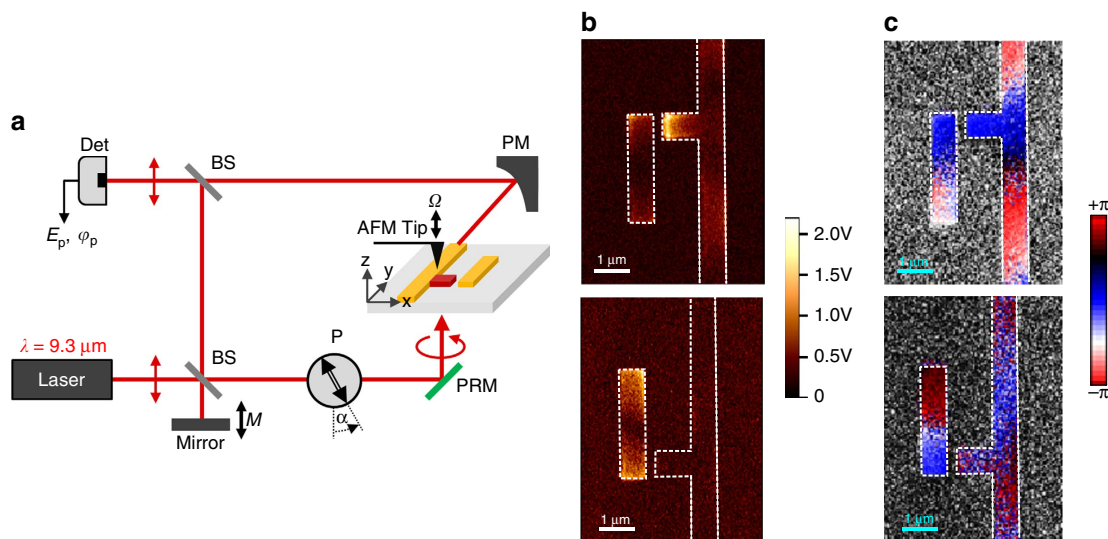 a
Det
BS
PM
Ω
AFM Tip
Eₚ, φₚ
z
y
x
λ = 9.3 μm
BS
P
Laser
PRM
α
M
Mirror
b
1 μm
2.0V
1.5V
1.0V
0.5V
0
1 μm
c
1 μm
+π
−π
1 μm